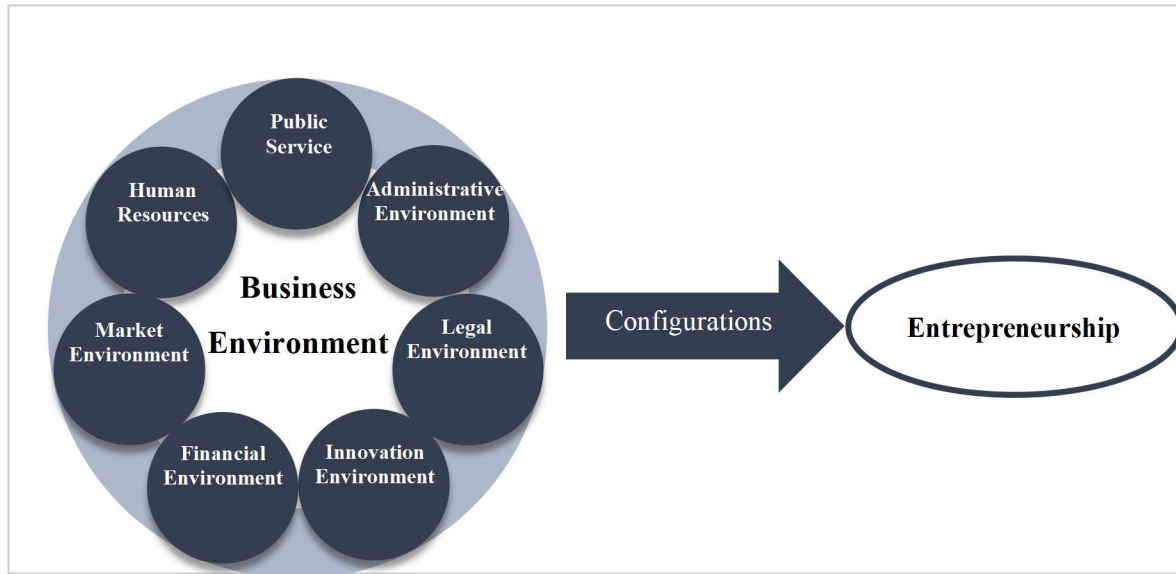 Public
Service
Administrative
Environment
Human
Resources
Business
Environment
Market
Environment
Legal
Environment
Financial
Environment
Innovation
Environment
Configurations
Entrepreneurship